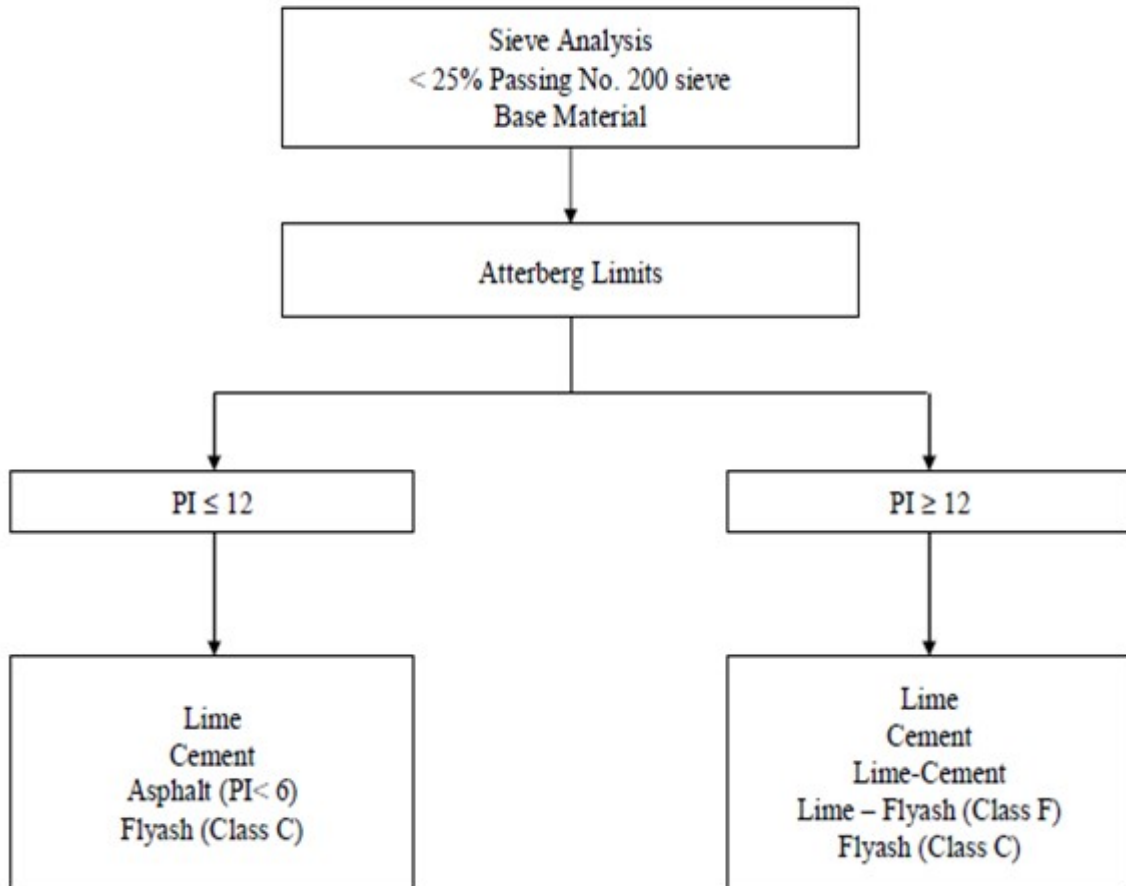 Sieve Analysis
< 25% Passing No. 200 sieve
Base Material
Atterberg Limits
PI ≤ 12
PI ≥ 12
Lime
Cement
Asphalt (PI< 6)
Flyash (Class C)
Lime
Cement
Lime-Cement
Lime – Flyash (Class F)
Flyash (Class C)